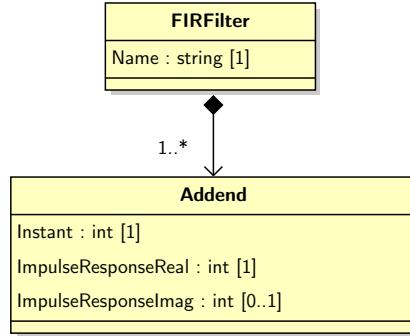 FIRFilter
Name : string [1]
1..*
Addend
Instant : int [1]
ImpulseResponseReal : int [1]
ImpulseResponseImag : int [0..1]